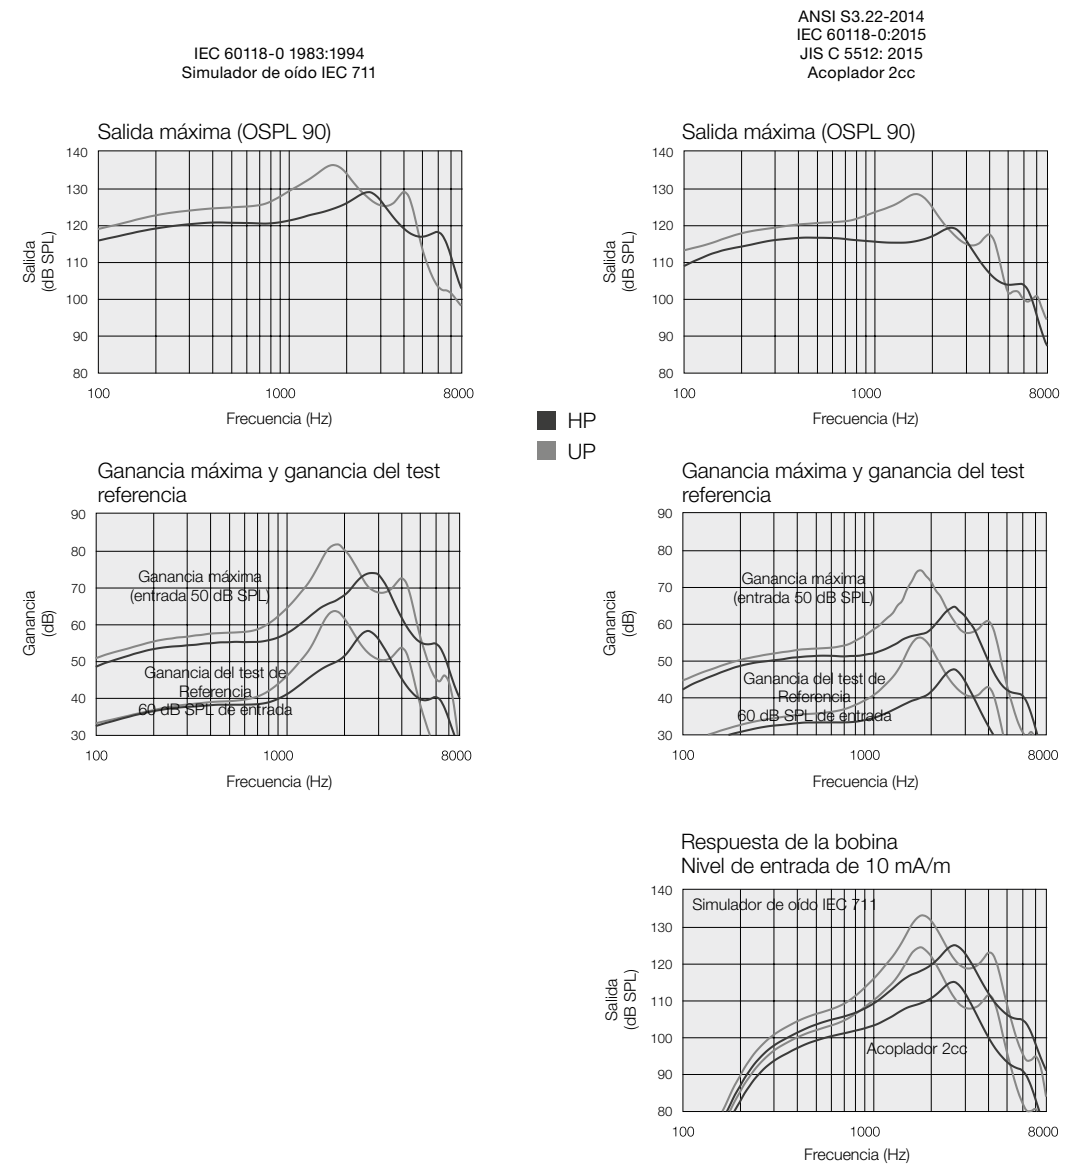 IEC 60118-0 1983:1994
Simulador de oído IEC 711
ANSI S3.22-2014
IEC 60118-0:2015
JIS C 5512: 2015
Acoplador 2cc
Salida máxima (OSPL 90)
140
130
120
110
100
90
80
Salida
(dB SPL)
100
1000
8000
Frecuencia (Hz)
Salida máxima (OSPL 90)
140
130
120
110
100
90
80
Salida
(dB SPL)
100
1000
8000
Frecuencia (Hz)
HP
UP
Ganancia máxima y ganancia del test
referencia
90
80
70
60
50
40
30
Ganancia
(dB)
Ganancia máxima
(entrada 50 dB SPL)
Ganancia del test de
Referencia
60 dB SPL de entrada
100
1000
8000
Frecuencia (Hz)
Ganancia máxima y ganancia del test
referencia
90
80
70
60
50
40
30
Ganancia
(dB)
Ganancia máxima
(entrada 50 dB SPL)
Ganancia del test de
Referencia
60 dB SPL de entrada
100
1000
8000
Frecuencia (Hz)
Respuesta de la bobina
Nivel de entrada de 10 mA/m
140
130
120
110
100
90
80
Salida
(dB SPL)
Simulador de oído IEC 711
Acoplador 2cc
100
1000
8000
Frecuencia (Hz)